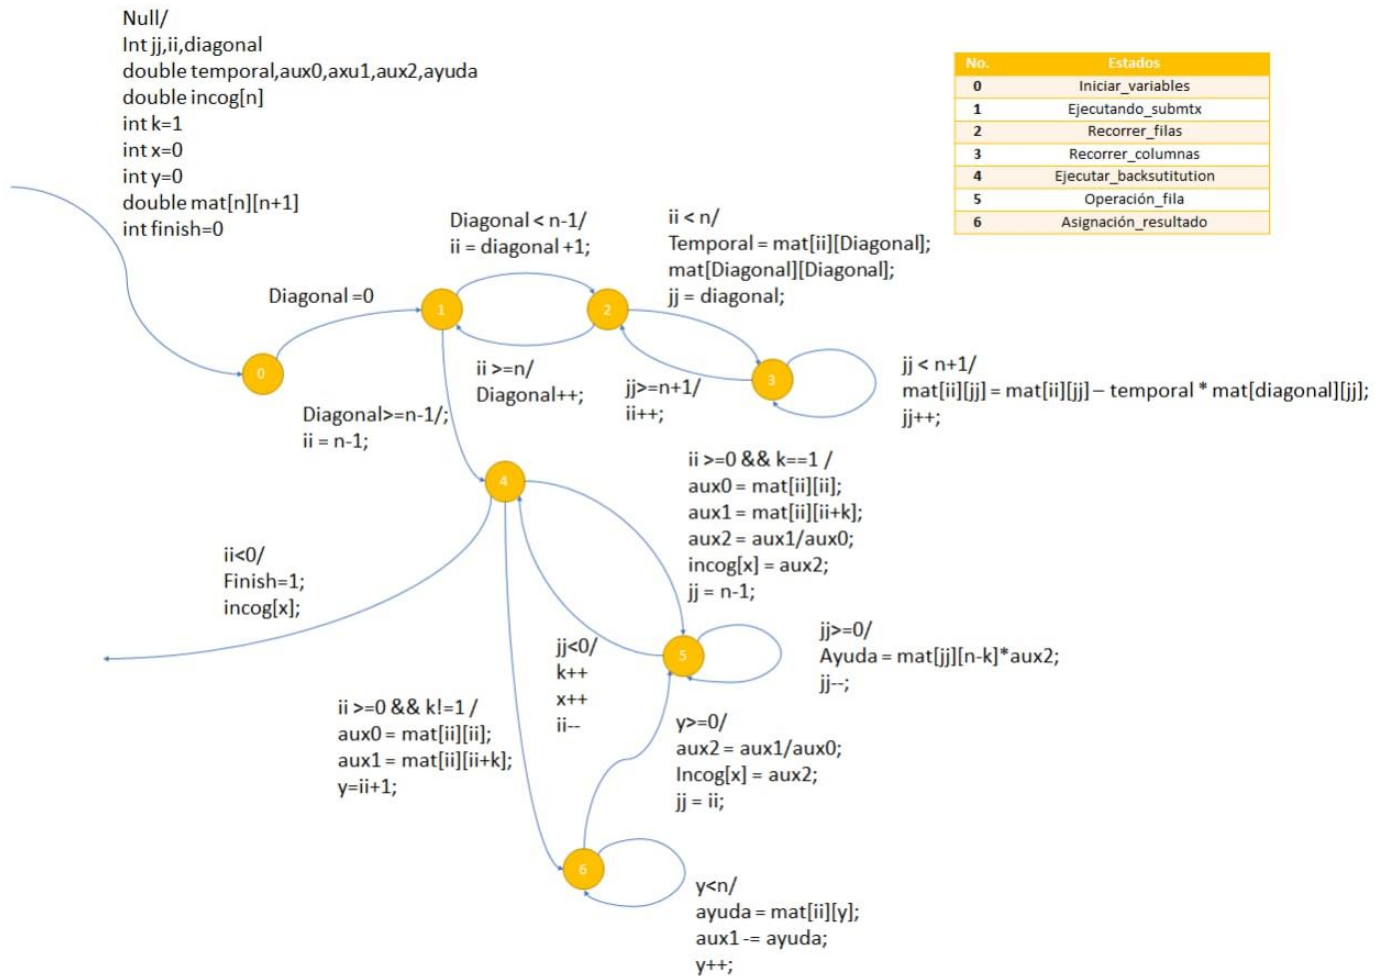 Null/
Int jj,ii,diagonal
double temporal,aux0,axu1,aux2,ayuda
double incog[n]
int k=1
int x=0
int y=0
double mat[n][n+1]
int finish=0
No. Estados
0 Iniciar_variables
1 Ejecutando_submtx
2 Recorrer_filas
3 Recorrer_columnas
4 Ejecutar_backsutitution
5 Operación_fila
6 Asignación_resultado
Diagonal < n-1/
ii = diagonal +1;
ii < n/
Temporal = mat[ii][Diagonal];
mat[Diagonal][Diagonal];
jj = diagonal;
Diagonal =0
1
2
0
3
ii >=n/
Diagonal++;
jj>=n+1/
ii++;
jj < n+1/
mat[ii][jj] = mat[ii][jj] – temporal * mat[diagonal][jj];
jj++;
Diagonal>=n-1/;
ii = n-1;
4
ii >=0 && k==1 /
aux0 = mat[ii][ii];
aux1 = mat[ii][ii+k];
aux2 = aux1/aux0;
incog[x] = aux2;
jj = n-1;
ii<0/
Finish=1;
incog[x];
jj<0/
k++
x++
ii--
5
jj>=0/
Ayuda = mat[jj][n-k]*aux2;
jj--;
ii >=0 && k!=1 /
aux0 = mat[ii][ii];
aux1 = mat[ii][ii+k];
y=ii+1;
y>=0/
aux2 = aux1/aux0;
Incog[x] = aux2;
jj = ii;
6
y<n/
ayuda = mat[ii][y];
aux1 -= ayuda;
y++;